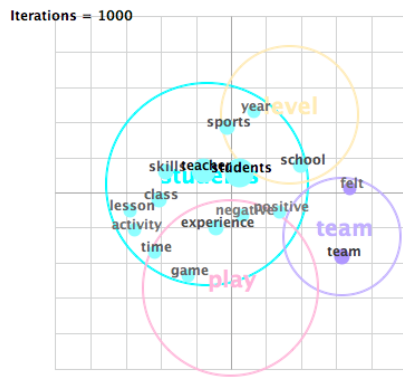 Iterations = 1000
year
level
sports
skills
teacher
students
school
students
class
felt
lesson
negative
positive
activity
experience
team
time
team
game
play